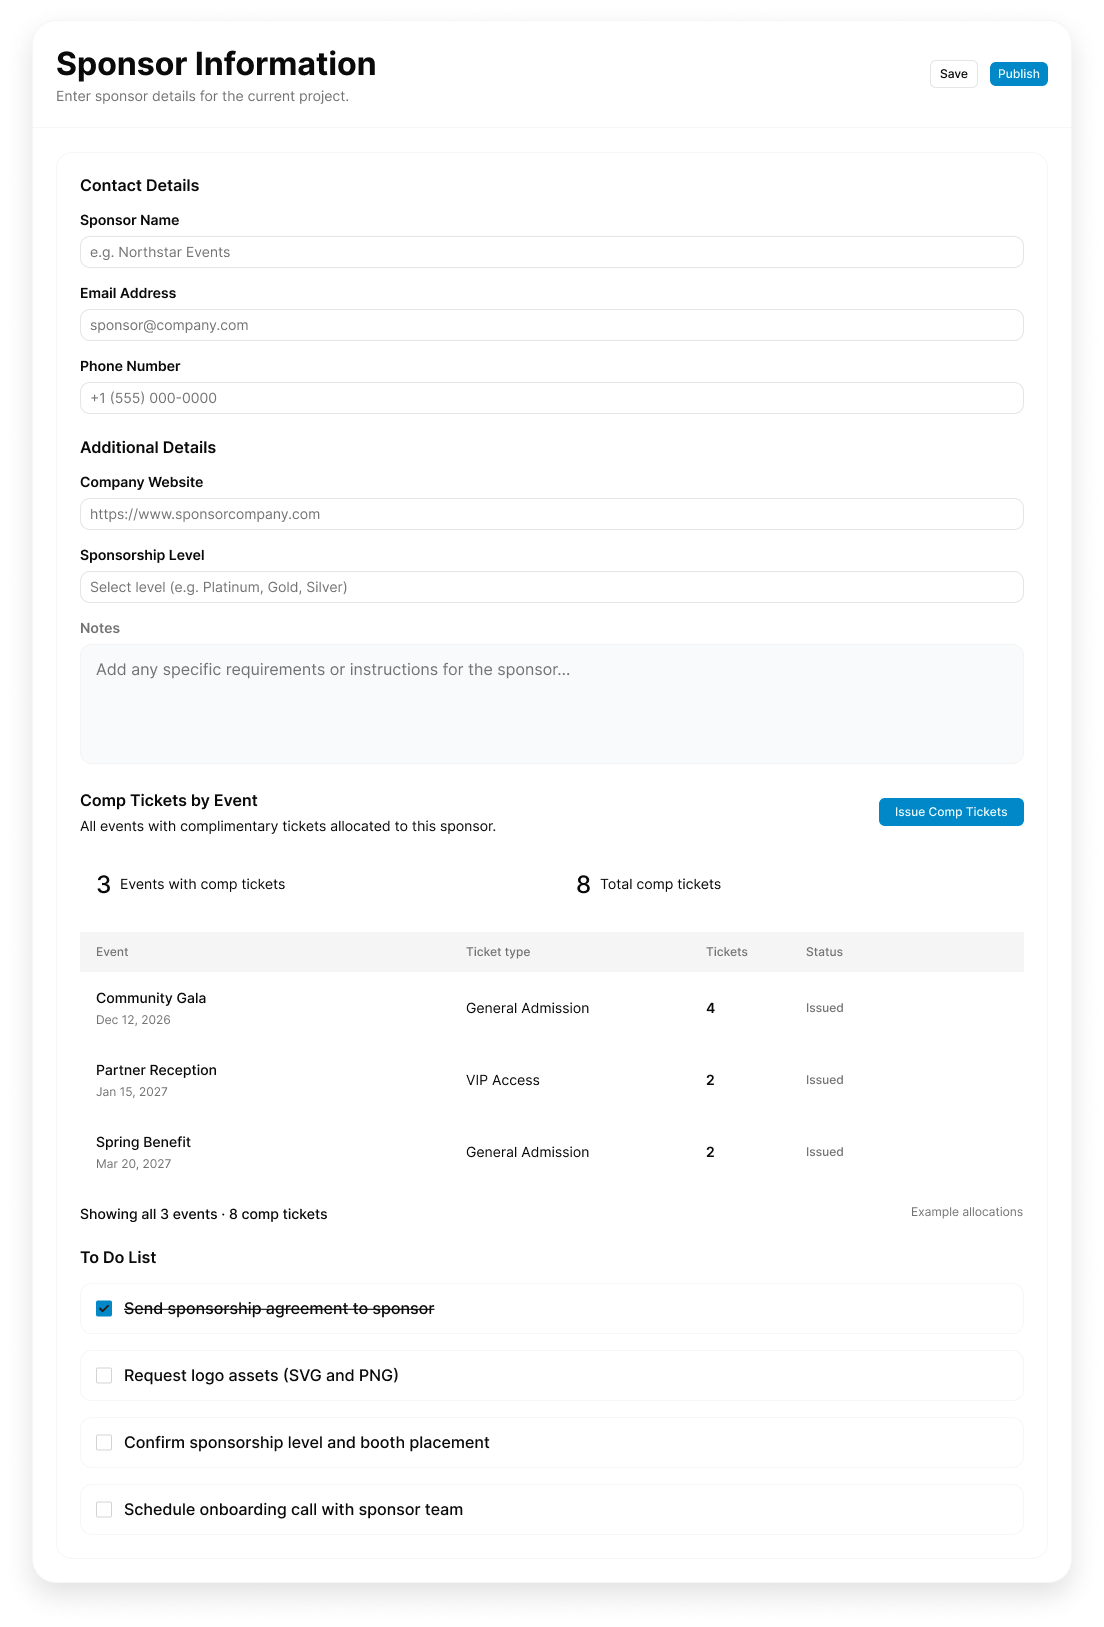 Sponsor Information
Enter sponsor details for the current project.
Save
Publish
Contact Details
Sponsor Name
e.g. Northstar Events
Email Address
sponsor@company.com
Phone Number
+1 (555) 000-0000
Additional Details
Company Website
https://www.sponsorcompany.com
Sponsorship Level
Select level (e.g. Platinum, Gold, Silver)
Notes
Add any specific requirements or instructions for the sponsor...
Comp Tickets by Event
All events with complimentary tickets allocated to this sponsor.
Issue Comp Tickets
3 Events with comp tickets
8 Total comp tickets
Event Ticket type Tickets Status
Community Gala
Dec 12, 2026
General Admission 4 Issued
Partner Reception
Jan 15, 2027
VIP Access 2 Issued
Spring Benefit
Mar 20, 2027
General Admission 2 Issued
Showing all 3 events · 8 comp tickets
Example allocations
To Do List
Send sponsorship agreement to sponsor
Request logo assets (SVG and PNG)
Confirm sponsorship level and booth placement
Schedule onboarding call with sponsor team